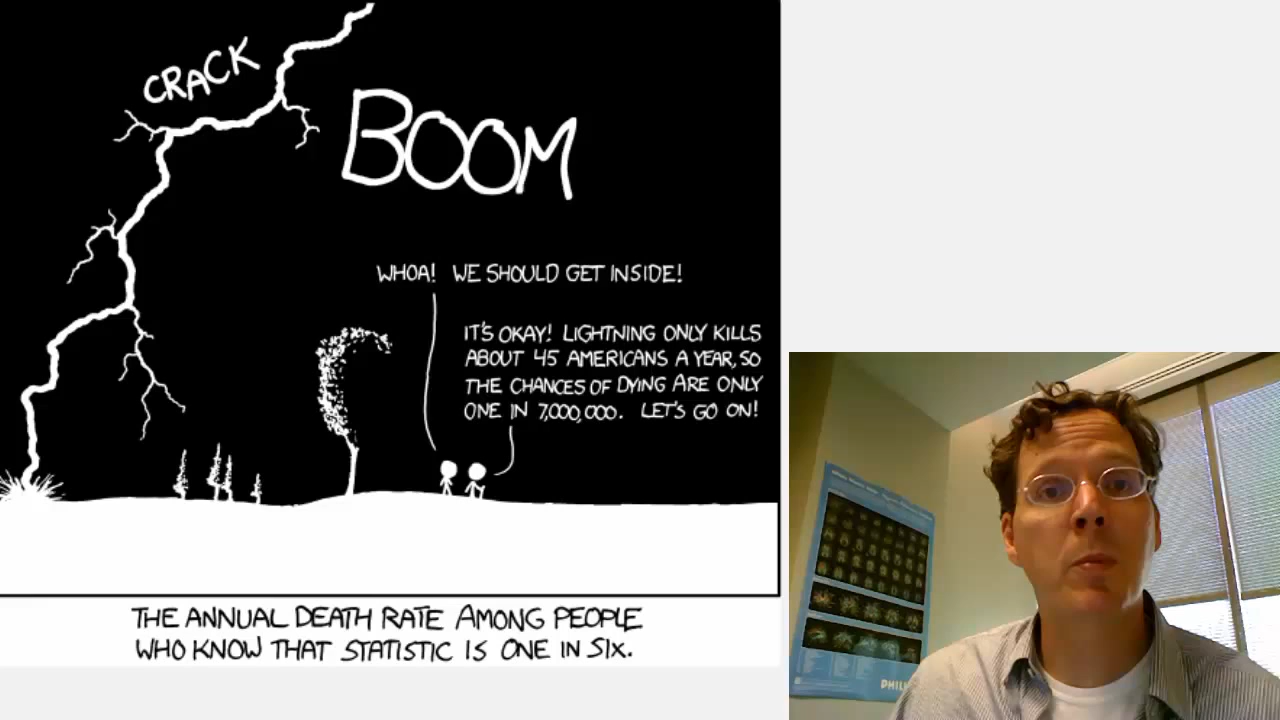 CRACK
BOOM
WHOA! WE SHOULD GET INSIDE!
IT'S OKAY! LIGHTNING ONLY KILLS
ABOUT 45 AMERICANS A YEAR, SO
THE CHANCES OF DYING ARE ONLY
ONE IN 7,000,000. LET'S GO ON!
THE ANNUAL DEATH RATE AMONG PEOPLE
WHO KNOW THAT STATISTIC IS ONE IN SIX.